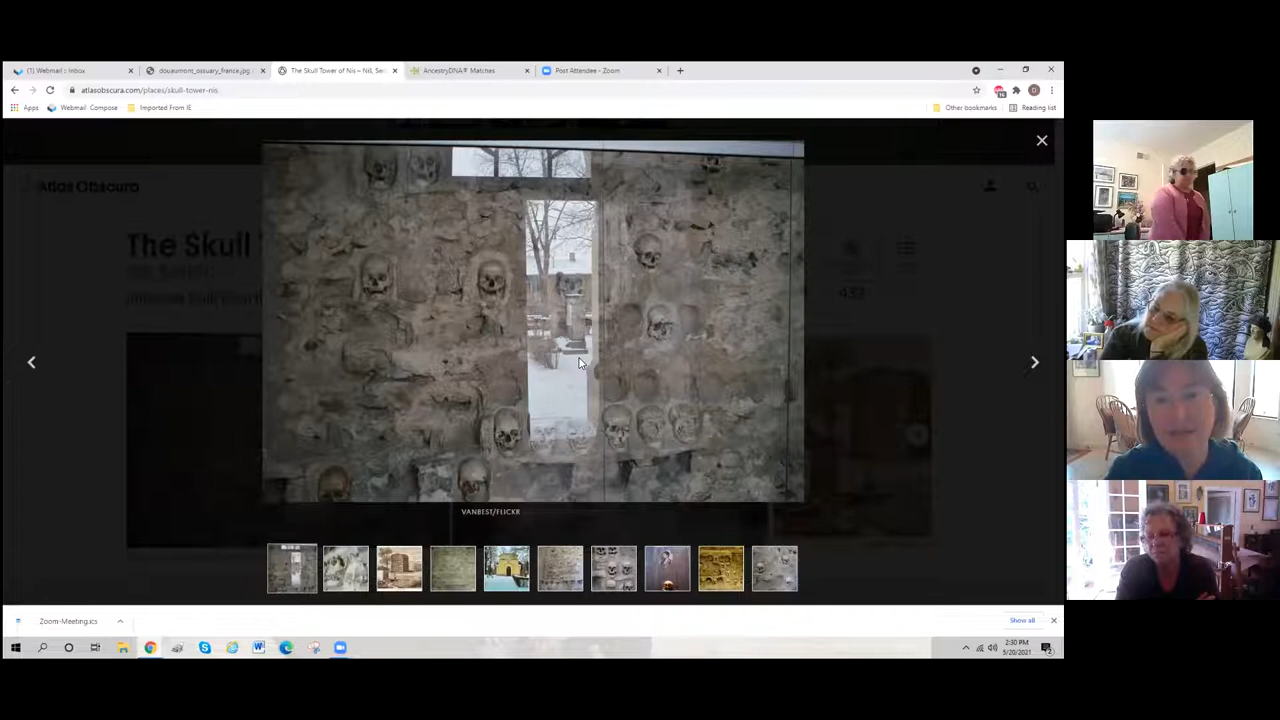 (1) Webmail :: Inbox
douaumont_ossuary_france.jpg
The Skull Tower of Nis – Niš, Ser
AncestryDNA® Matches
Post Attendee - Zoom
atlasobscura.com/places/skull-tower-nis
Apps
Webmail Compose
Imported From IE
Other bookmarks
Reading list
Atlas Obscura
The Skull
432
VANBEST/FLICKR
Zoom-Meeting.ics
Show all
2:30 PM
5/20/2021